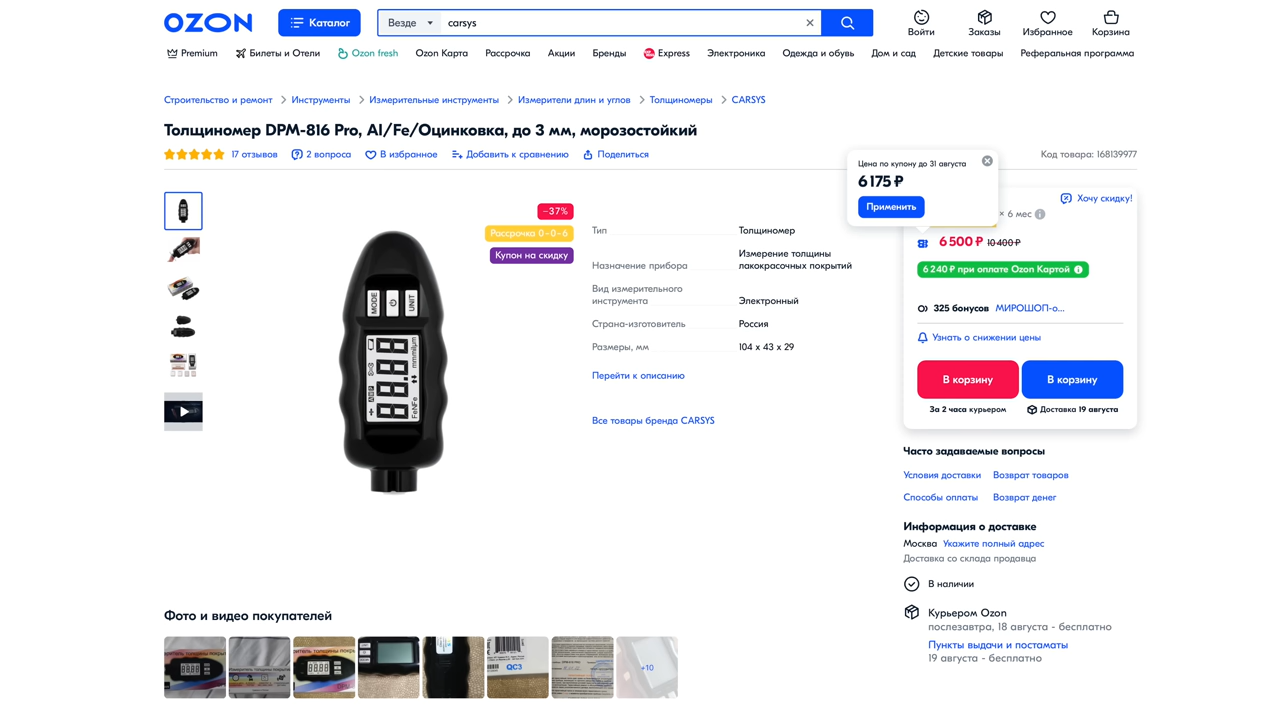 OZON
Каталог
Везде
carsys
Войти
Заказы
Избранное
Корзина
Premium
Билеты и Отели
Ozon fresh
Ozon Карта
Рассрочка
Акции
Бренды
Express
Электроника
Одежда и обувь
Дом и сад
Детские товары
Реферальная программа
Строительство и ремонт
Инструменты
Измерительные инструменты
Измерители длин и углов
Толщиномеры
CARSYS
Толщиномер DPM-816 Pro, Al/Fe/Оцинковка, до 3 мм, морозостойкий
17 отзывов
2 вопроса
В избранное
Добавить к сравнению
Поделиться
Код товара: 168139977
Цена по купону до 31 августа
6 175 ₽
Применить
Хочу скидку!
× 6 мес
6 500 ₽ 10 400 ₽
6 240 ₽ при оплате Ozon Картой
325 бонусов МИРОШОП-о...
Узнать о снижении цены
В корзину
В корзину
За 2 часа курьером
Доставка 19 августа
−37%
Рассрочка 0-0-6
Купон на скидку
MODE
UNIT
Тип
Толщиномер
Назначение прибора
Измерение толщины
лакокрасочных покрытий
Вид измерительного
инструмента
Электронный
Страна-изготовитель
Россия
Размеры, мм
104 x 43 x 29
Перейти к описанию
Все товары бренда CARSYS
Часто задаваемые вопросы
Условия доставки
Возврат товаров
Способы оплаты
Возврат денег
Информация о доставке
Москва Укажите полный адрес
Доставка со склада продавца
В наличии
Курьером Ozon
послезавтра, 18 августа - бесплатно
Пункты выдачи и постаматы
19 августа - бесплатно
Фото и видео покупателей
QC3
+10